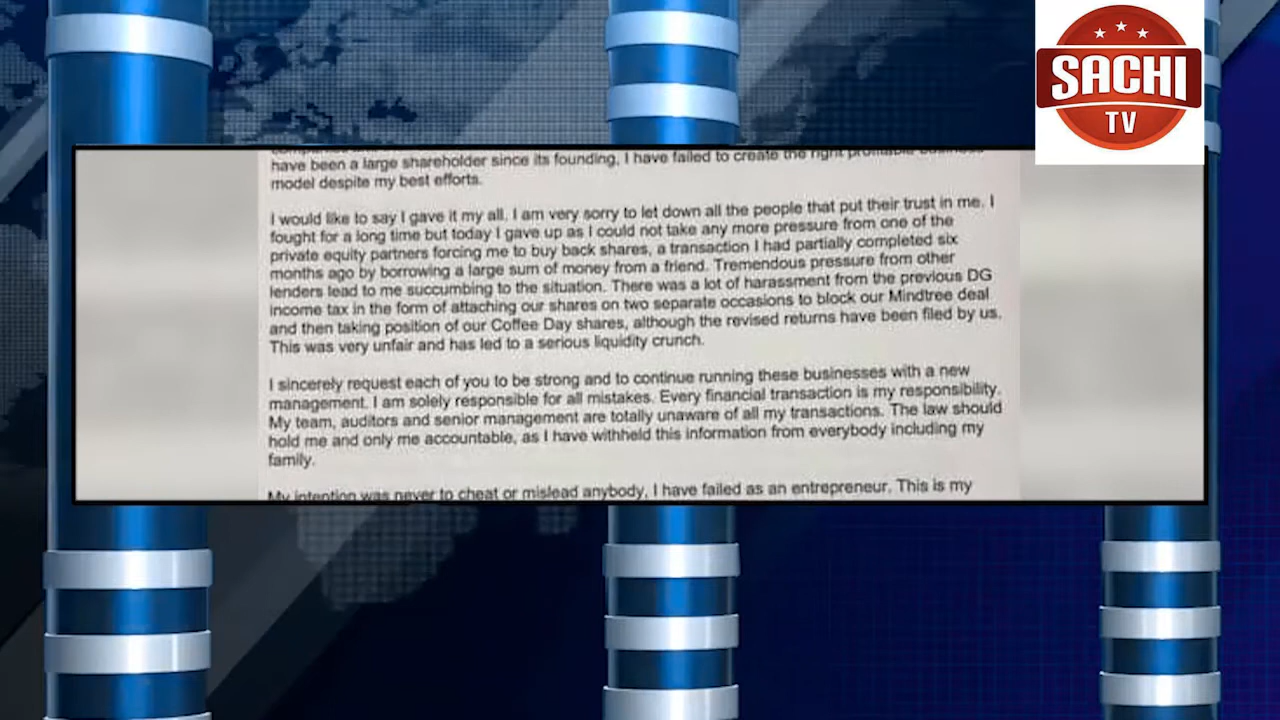 SACHI
TV
have been a large shareholder since its founding, I have failed to create the right profitable business
model despite my best efforts.
I would like to say I gave it my all. I am very sorry to let down all the people that put their trust in me. I
fought for a long time but today I gave up as I could not take any more pressure from one of the
private equity partners forcing me to buy back shares, a transaction I had partially completed six
months ago by borrowing a large sum of money from a friend. Tremendous pressure from other
lenders lead to me succumbing to the situation. There was a lot of harassment from the previous DG
income tax in the form of attaching our shares on two separate occasions to block our Mindtree deal
and then taking position of our Coffee Day shares, although the revised returns have been filed by us.
This was very unfair and has led to a serious liquidity crunch.
I sincerely request each of you to be strong and to continue running these businesses with a new
management. I am solely responsible for all mistakes. Every financial transaction is my responsibility.
My team, auditors and senior management are totally unaware of all my transactions. The law should
hold me and only me accountable, as I have withheld this information from everybody including my
family.
My intention was never to cheat or mislead anybody, I have failed as an entrepreneur. This is my